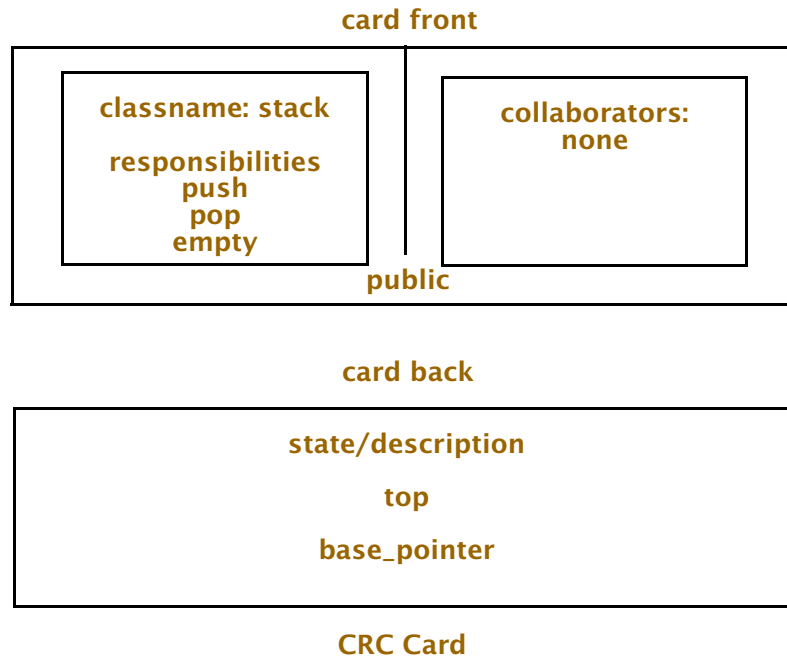 card front
classname: stack
responsibilities
push
pop
empty
collaborators:
none
public
card back
state/description
top
base_pointer
CRC Card